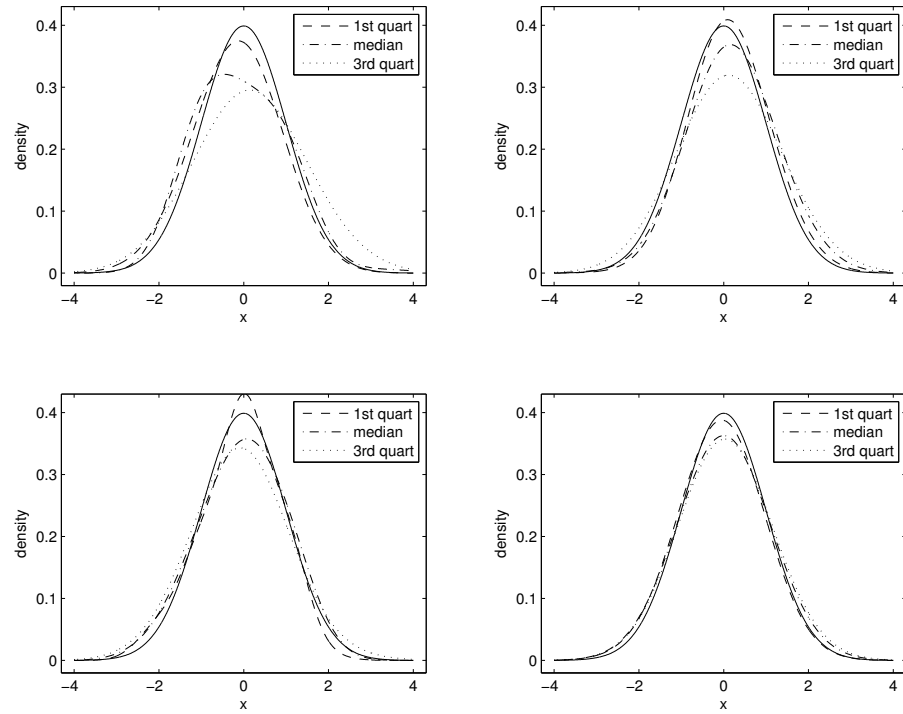 0.4
0.3
0.2
0.1
0
density
−4 −2 0 2 4
x
1st quart
median
3rd quart
0.4
0.3
0.2
0.1
0
density
−4 −2 0 2 4
x
1st quart
median
3rd quart
0.4
0.3
0.2
0.1
0
density
−4 −2 0 2 4
x
1st quart
median
3rd quart
0.4
0.3
0.2
0.1
0
density
−4 −2 0 2 4
x
1st quart
median
3rd quart